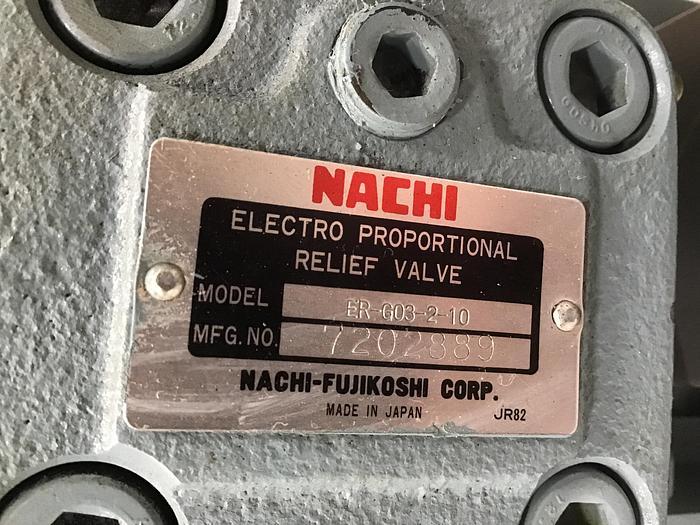 NACHI
ELECTRO PROPORTIONAL
RELIEF VALVE
MODEL ER-G03-2-10
MFG. NO. 7202889
NACHI-FUJIKOSHI CORP.
MADE IN JAPAN JR82